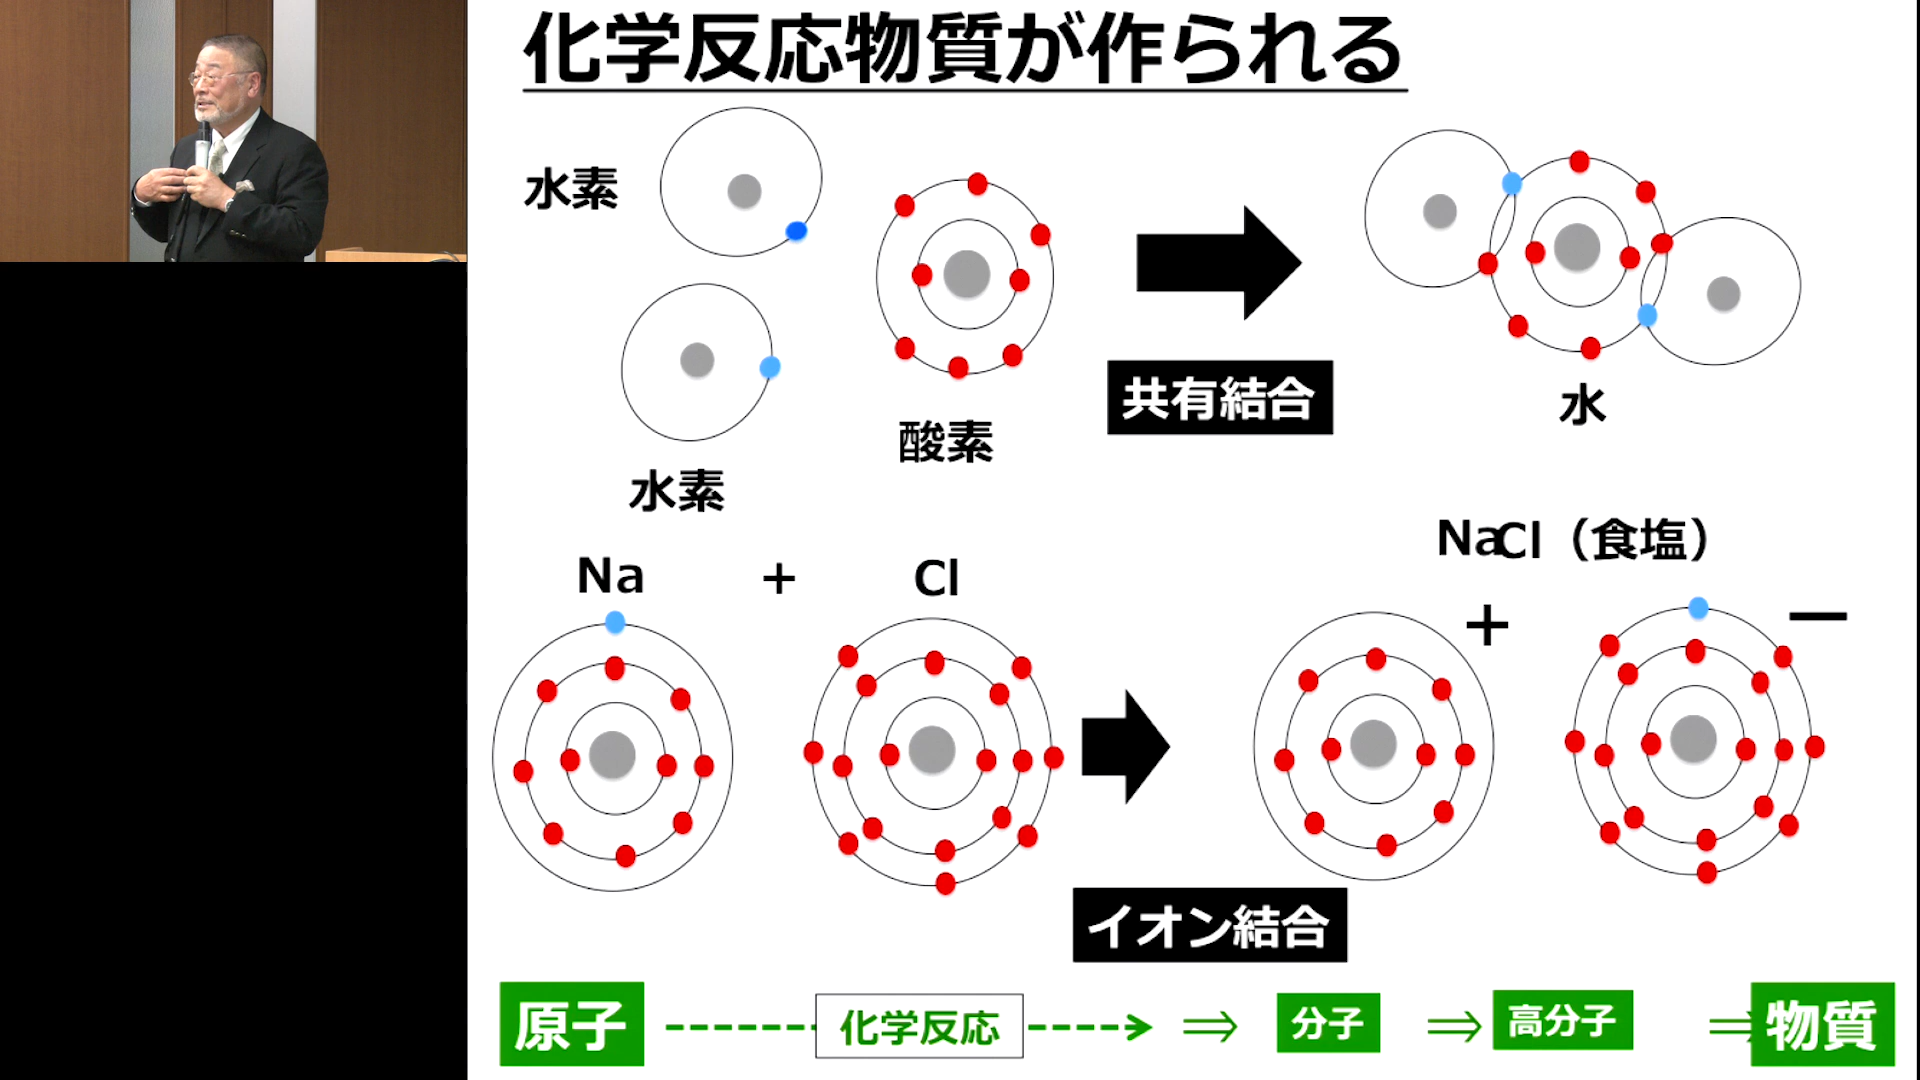 化学反応物質が作られる
水素
酸素
水素
共有結合
水
Na + Cl
NaCl（食塩）
+ －
イオン結合
原子
化学反応
⇒
分子
⇒
高分子
⇒
物質